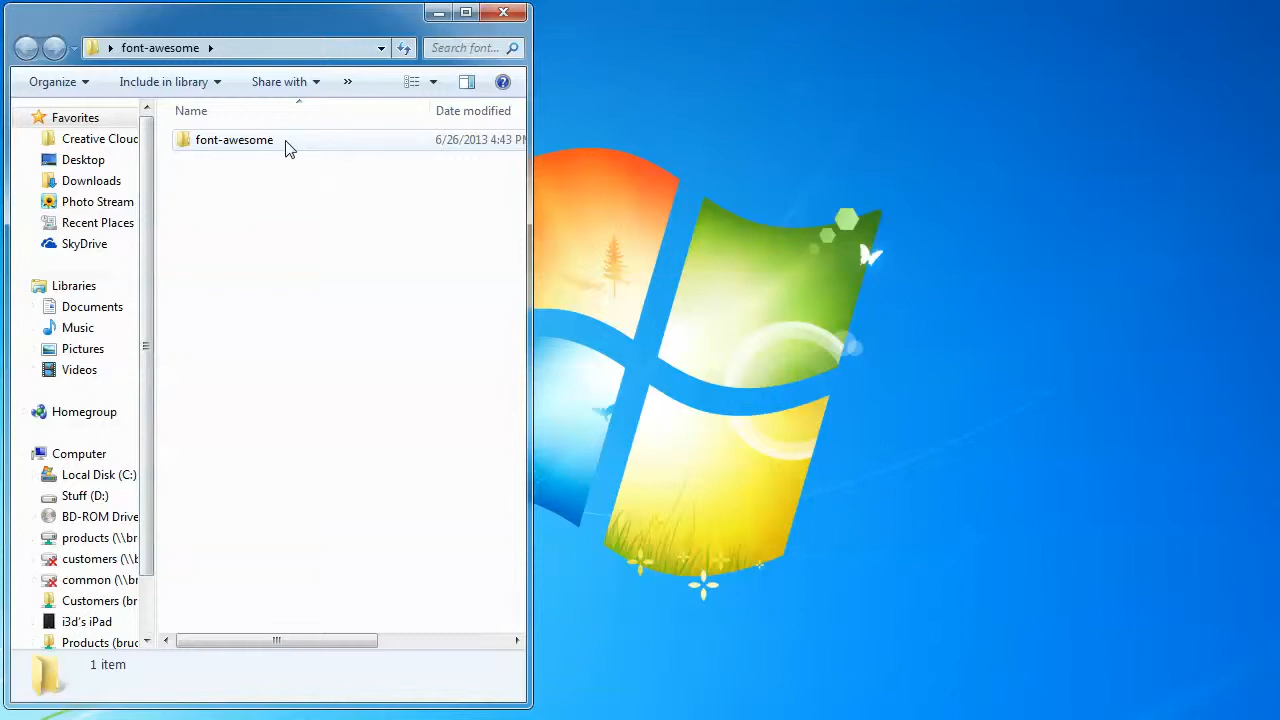 font-awesome
Search font...
Organize
Include in library
Share with
»
Name
Date modified
font-awesome
6/26/2013 4:43 PM
Favorites
Creative Cloud
Desktop
Downloads
Photo Stream
Recent Places
SkyDrive
Libraries
Documents
Music
Pictures
Videos
Homegroup
Computer
Local Disk (C:)
Stuff (D:)
BD-ROM Drive
products (\\b
customers (\\b
common (\\b
Customers (br
i3d's iPad
Products (bruc
1 item